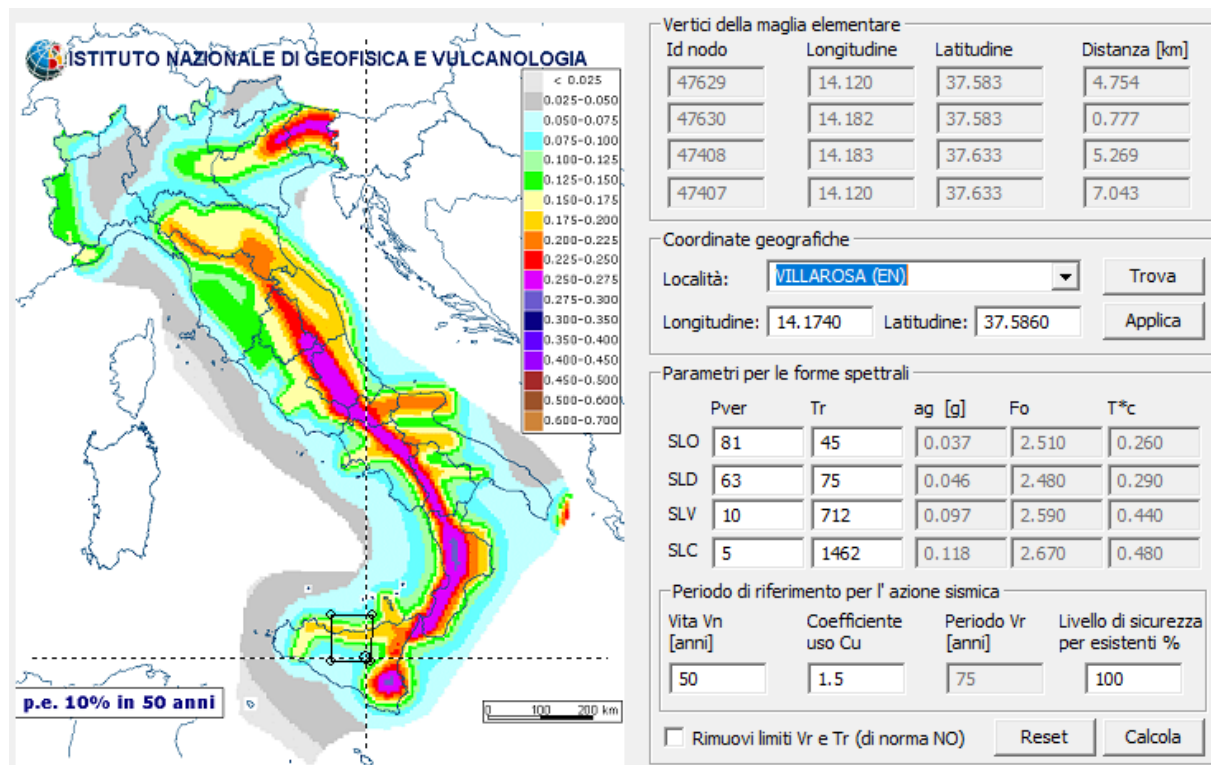 ISTITUTO NAZIONALE DI GEOFISICA E VULCANOLOGIA
< 0.025
0.025-0.050
0.050-0.075
0.075-0.100
0.100-0.125
0.125-0.150
0.150-0.175
0.175-0.200
0.200-0.225
0.225-0.250
0.250-0.275
0.275-0.300
0.300-0.350
0.350-0.400
0.400-0.450
0.450-0.500
0.500-0.600
0.600-0.700
p.e. 10% in 50 anni
0 100 200 km
Vertici della maglia elementare
Id nodo Longitudine Latitudine Distanza [km]
47629 14.120 37.583 4.754
47630 14.182 37.583 0.777
47408 14.183 37.633 5.269
47407 14.120 37.633 7.043
Coordinate geografiche
Località: VILLAROSA (EN) Trova
Longitudine: 14.1740 Latitudine: 37.5860 Applica
Parametri per le forme spettrali
Pver Tr ag [g] Fo T*c
SLO 81 45 0.037 2.510 0.260
SLD 63 75 0.046 2.480 0.290
SLV 10 712 0.097 2.590 0.440
SLC 5 1462 0.118 2.670 0.480
Periodo di riferimento per l' azione sismica
Vita Vn Coefficiente Periodo Vr Livello di sicurezza
[anni] uso Cu [anni] per esistenti %
50 1.5 75 100
Rimuovi limiti Vr e Tr (di norma NO) Reset Calcola